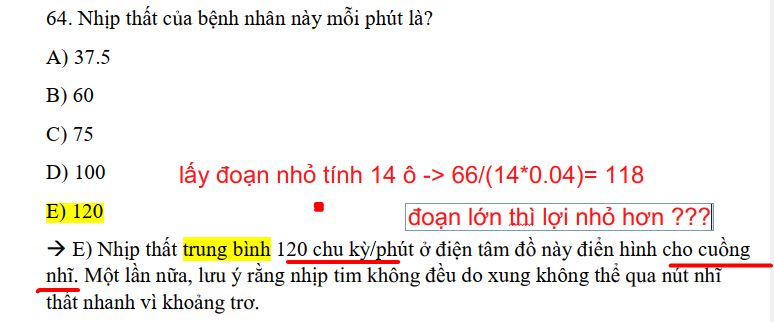 64. Nhịp thất của bệnh nhân này mỗi phút là?
A) 37.5
B) 60
C) 75
D) 100
lấy đoạn nhỏ tính 14 ô -> 66/(14*0.04)= 118
E) 120
đoạn lớn thì lợi nhỏ hơn ???
→ E) Nhịp thất trung bình 120 chu kỳ/phút ở điện tâm đồ này điển hình cho cuồng
nhĩ. Một lần nữa, lưu ý rằng nhịp tim không đều do xung không thể qua nút nhĩ
thất nhanh vì khoảng trơ.